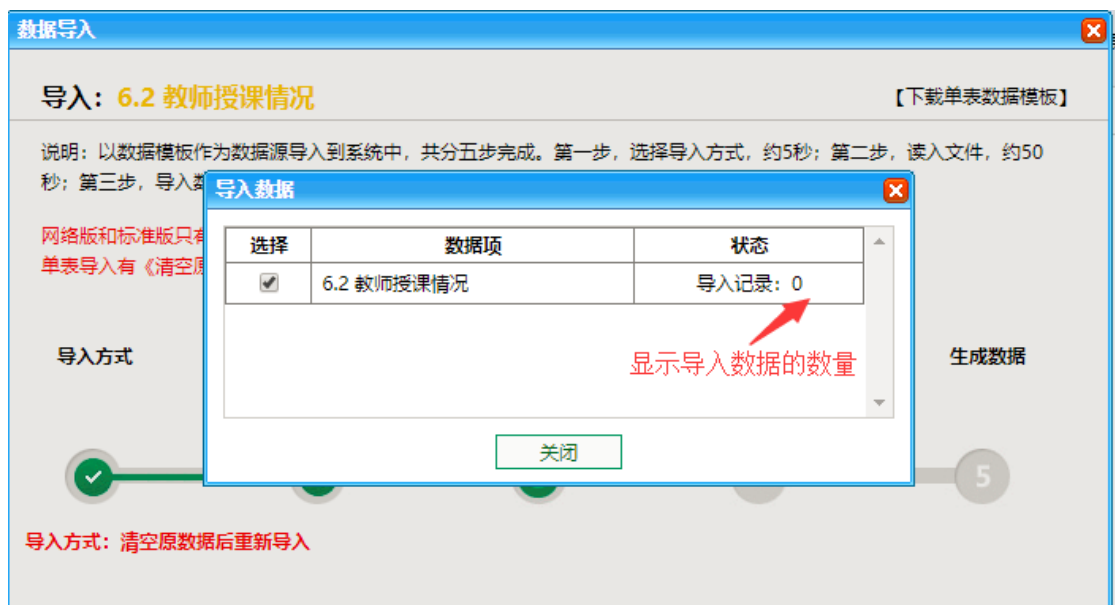 数据导入
导入：6.2 教师授课情况
【下载单表数据模板】
说明：以数据模板作为数据源导入到系统中，共分五步完成。第一步，选择导入方式，约5秒；第二步，读入文件，约50
秒；第三步，导入数
网络版和标准版只有
单表导入有《清空原
导入数据
选择 数据项 状态
6.2 教师授课情况 导入记录：0
显示导入数据的数量
关闭
导入方式
生成数据
5
导入方式：清空原数据后重新导入